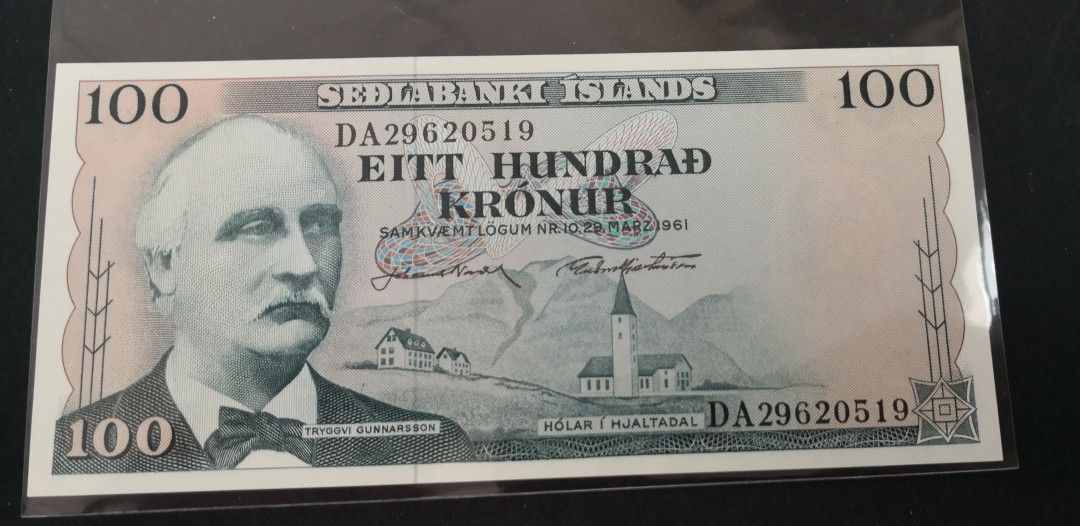 100 SEÐLABANKI ÍSLANDS 100
DA29620519
EITT HUNDRAÐ
KRÓNUR
SAMKVÆMT LÖGUM NR.10.29.MARZ 1961
TRYGGVI GUNNARSSON
HÓLAR Í HJALTADAL DA29620519
100